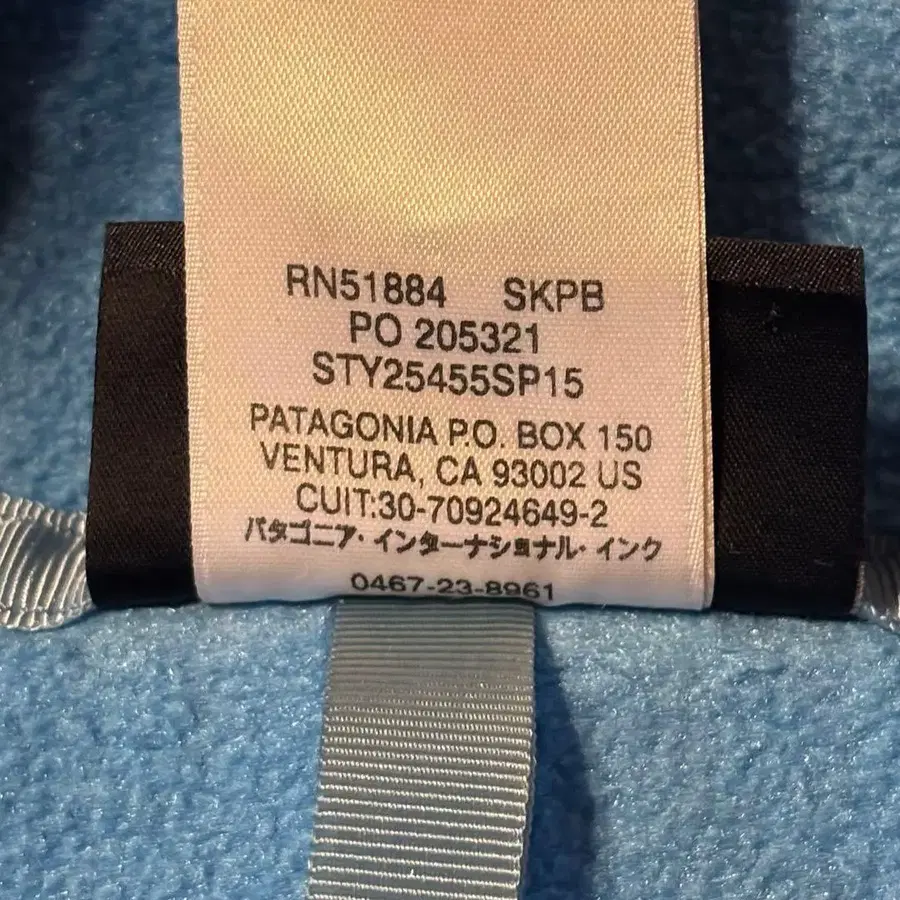 RN51884 SKPB
PO 205321
STY25455SP15
PATAGONIA P.O. BOX 150
VENTURA, CA 93002 US
CUIT:30-70924649-2
パタゴニア・インターナショナル・インク
0467-23-8961